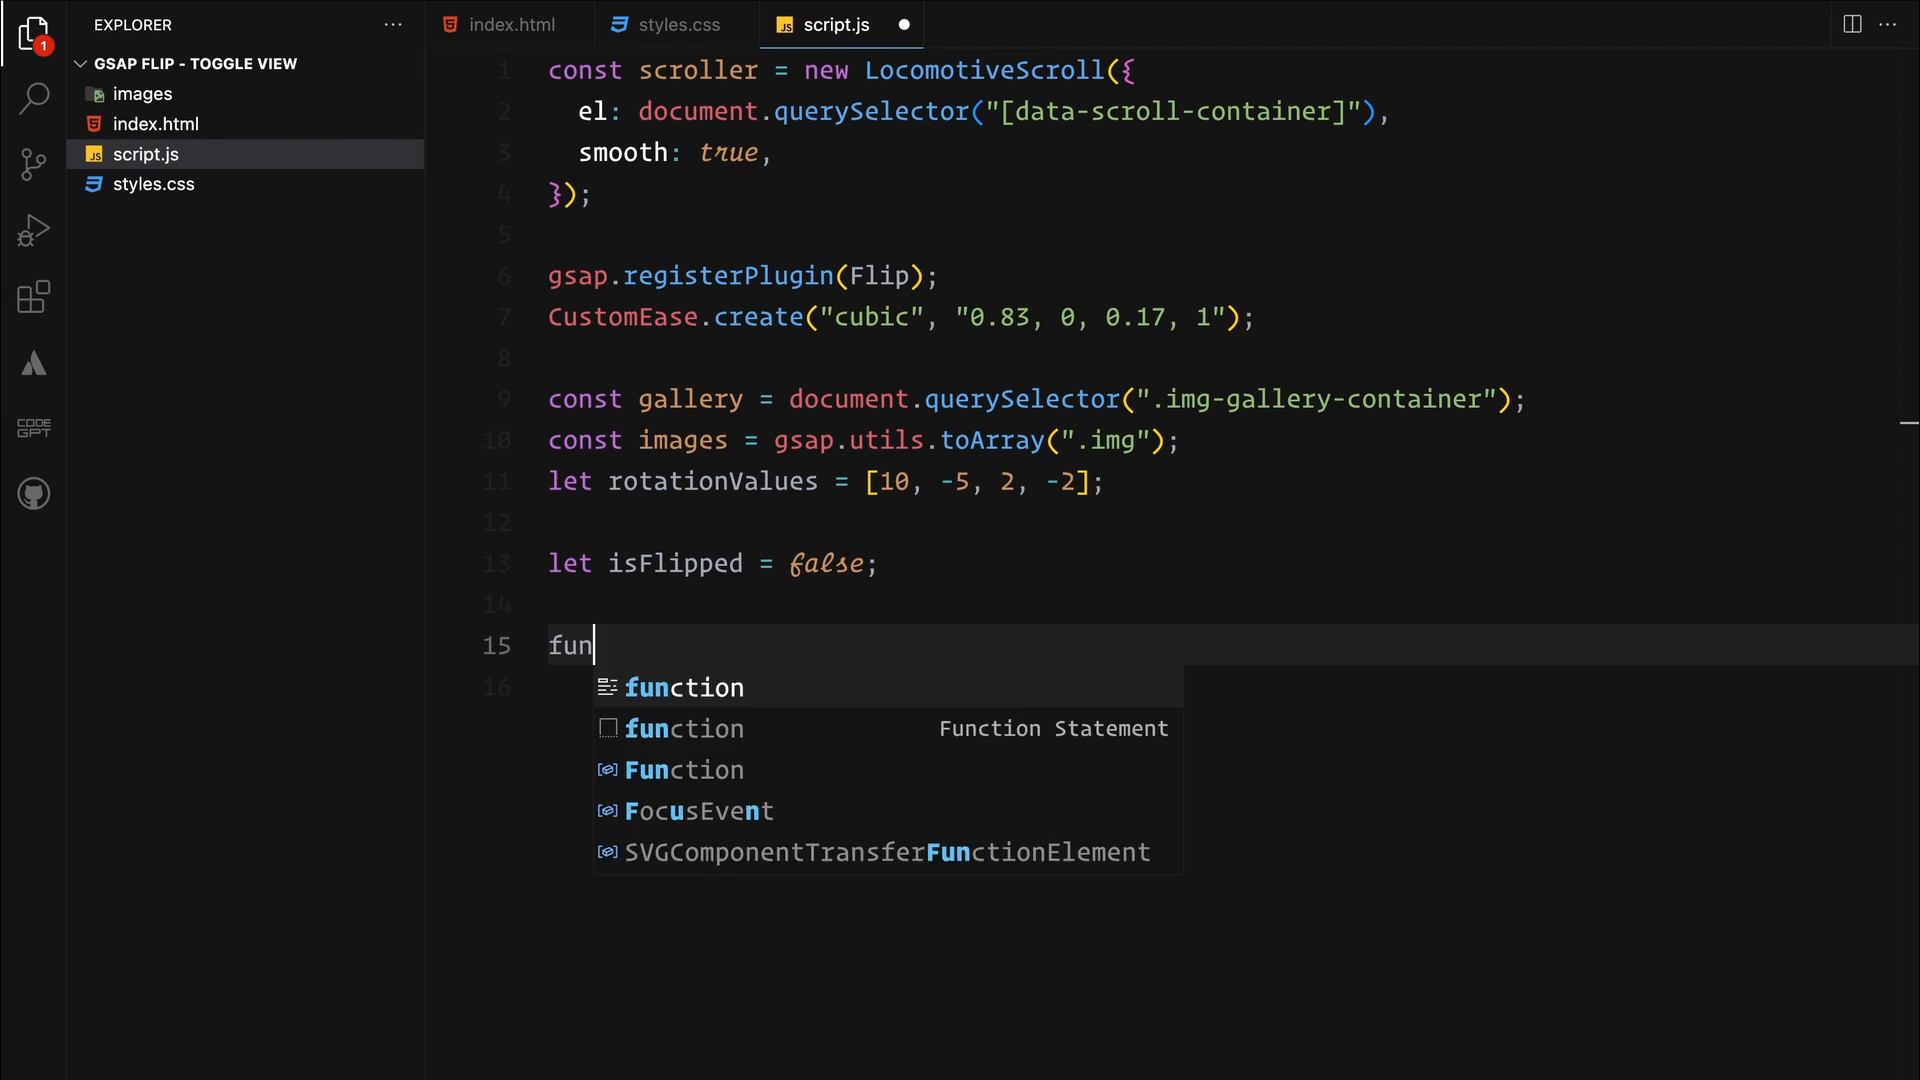 EXPLORER
1
GSAP FLIP - TOGGLE VIEW
images
index.html
script.js
styles.css
CODE
GPT
index.html
styles.css
JS script.js
1 const scroller = new LocomotiveScroll({
2 el: document.querySelector("[data-scroll-container]"),
3 smooth: true,
4 });
5
6 gsap.registerPlugin(Flip);
7 CustomEase.create("cubic", "0.83, 0, 0.17, 1");
8
9 const gallery = document.querySelector(".img-gallery-container");
10 const images = gsap.utils.toArray(".img");
11 let rotationValues = [10, -5, 2, -2];
12
13 let isFlipped = false;
14
15 fun
16
function
function Function Statement
Function
FocusEvent
SVGComponentTransferFunctionElement